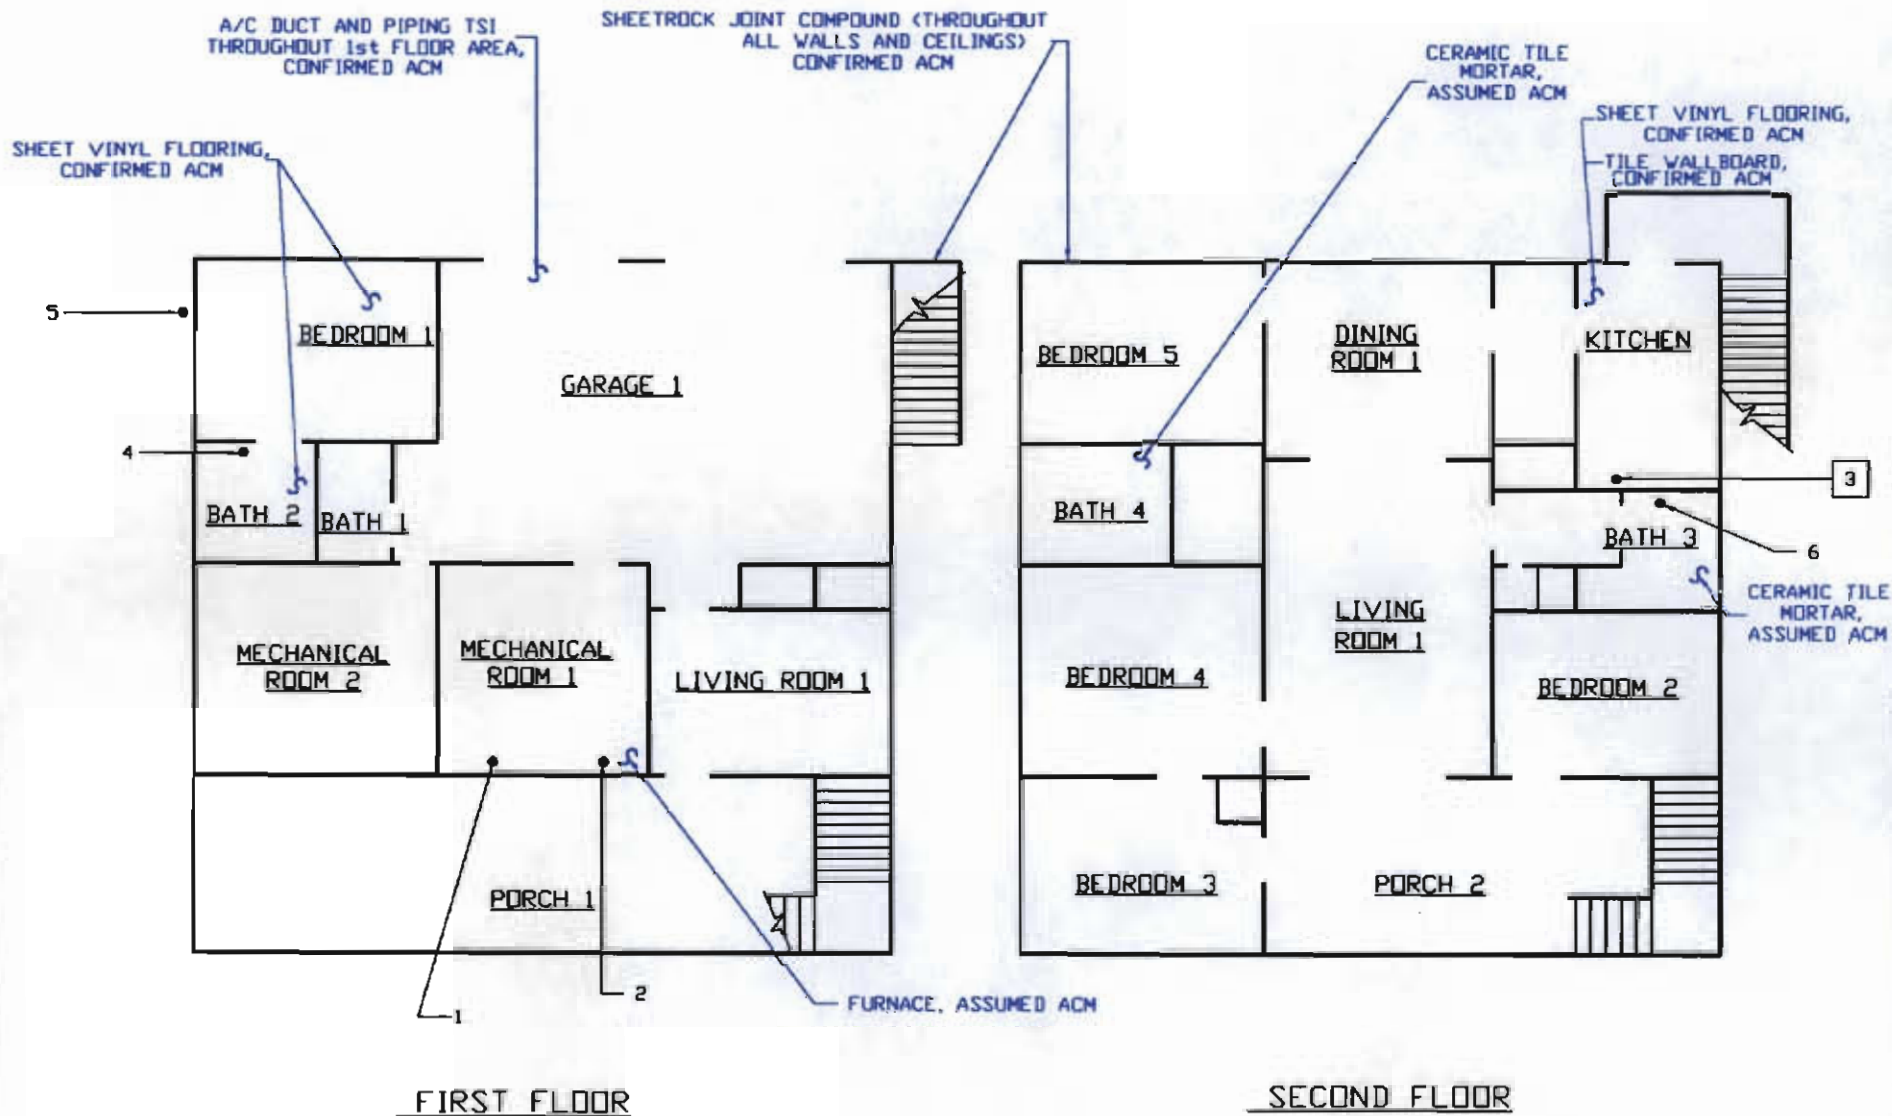 A/C DUCT AND PIPING TSI
THROUGHOUT 1st FLOOR AREA,
CONFIRMED ACM
SHEETROCK JOINT COMPOUND (THROUGHOUT
ALL WALLS AND CEILINGS)
CONFIRMED ACM
CERAMIC TILE
MORTAR,
ASSUMED ACM
SHEET VINYL FLOORING,
CONFIRMED ACM
TILE WALLBOARD,
CONFIRMED ACM
SHEET VINYL FLOORING,
CONFIRMED ACM
5
BEDROOM 1
GARAGE 1
4
BATH 2
BATH 1
MECHANICAL
ROOM 2
MECHANICAL
ROOM 1
LIVING ROOM 1
PORCH 1
1
2
FURNACE, ASSUMED ACM
FIRST FLOOR
BEDROOM 5
DINING
ROOM 1
KITCHEN
3
BATH 4
BATH 3
6
CERAMIC TILE
MORTAR,
ASSUMED ACM
LIVING
ROOM 1
BEDROOM 4
BEDROOM 2
BEDROOM 3
PORCH 2
SECOND FLOOR